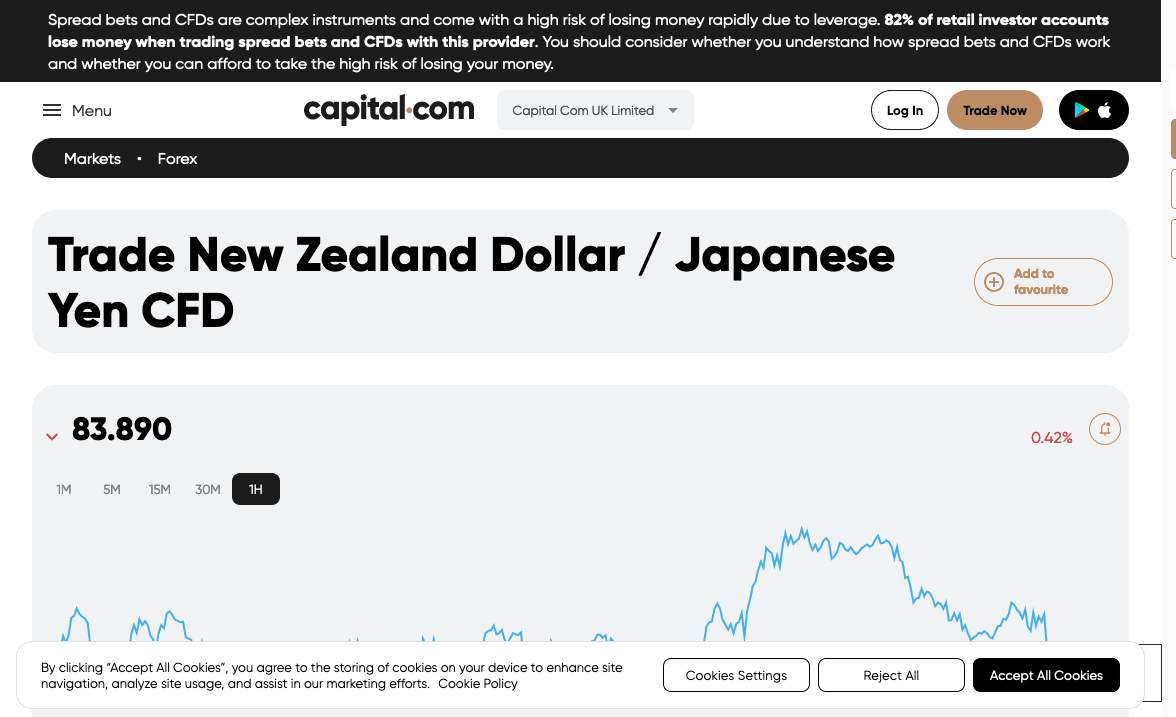 Spread bets and CFDs are complex instruments and come with a high risk of losing money rapidly due to leverage. 82% of retail investor accounts
lose money when trading spread bets and CFDs with this provider. You should consider whether you understand how spread bets and CFDs work
and whether you can afford to take the high risk of losing your money.
Menu
capital.com
Capital Com UK Limited
Log In
Trade Now
Markets • Forex
Trade New Zealand Dollar / Japanese
Yen CFD
Add to
favourite
83.890
0.42%
1M 5M 15M 30M 1H
By clicking “Accept All Cookies”, you agree to the storing of cookies on your device to enhance site
navigation, analyze site usage, and assist in our marketing efforts. Cookie Policy
Cookies Settings
Reject All
Accept All Cookies